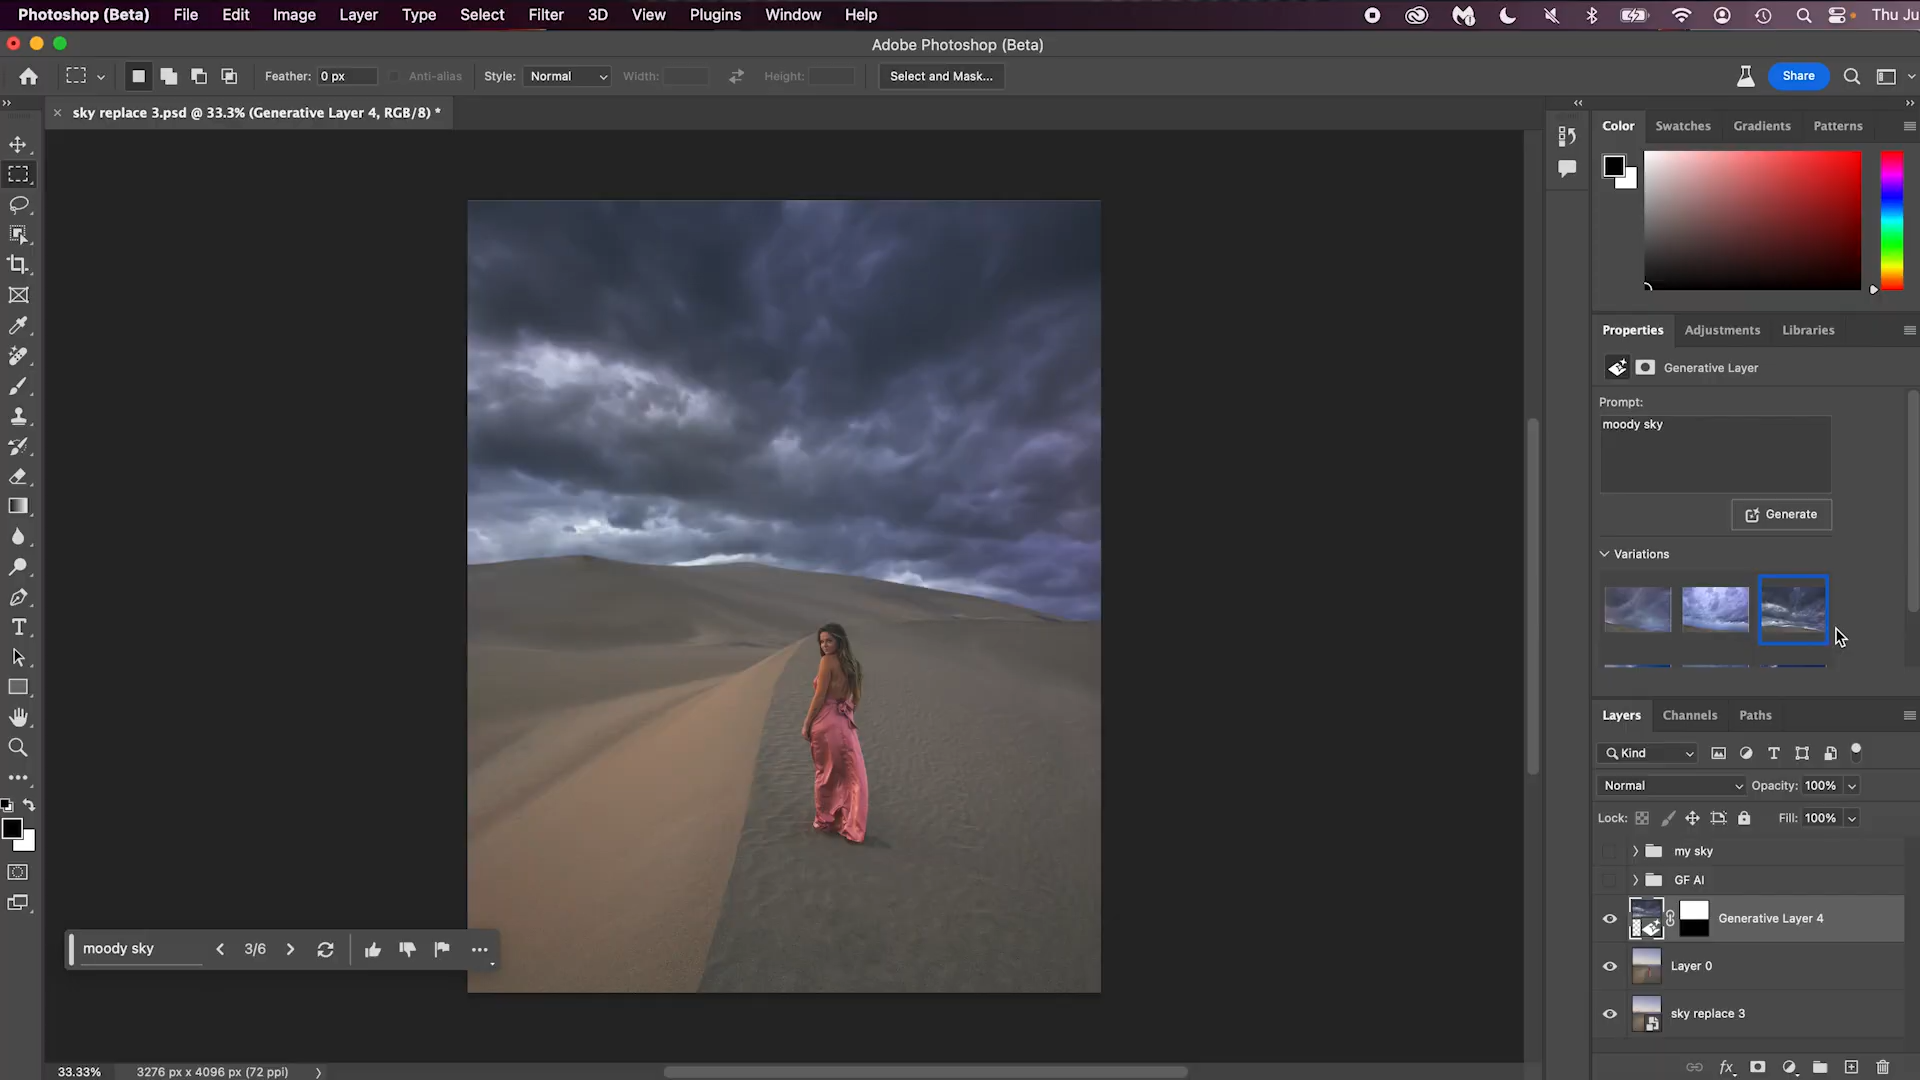 Photoshop (Beta) File Edit Image Layer Type Select Filter 3D View Plugins Window Help Thu Ju
Adobe Photoshop (Beta)
Feather: 0 px Anti-alias Style: Normal Width: Height: Select and Mask... Share
sky replace 3.psd @ 33.3% (Generative Layer 4, RGB/8) *
Color Swatches Gradients Patterns
Properties Adjustments Libraries
Generative Layer
Prompt:
moody sky
Generate
Variations
Layers Channels Paths
Kind
Normal Opacity: 100%
Lock: Fill: 100%
my sky
GF AI
Generative Layer 4
Layer 0
sky replace 3
moody sky 3/6
33.33% 3276 px x 4096 px (72 ppi)